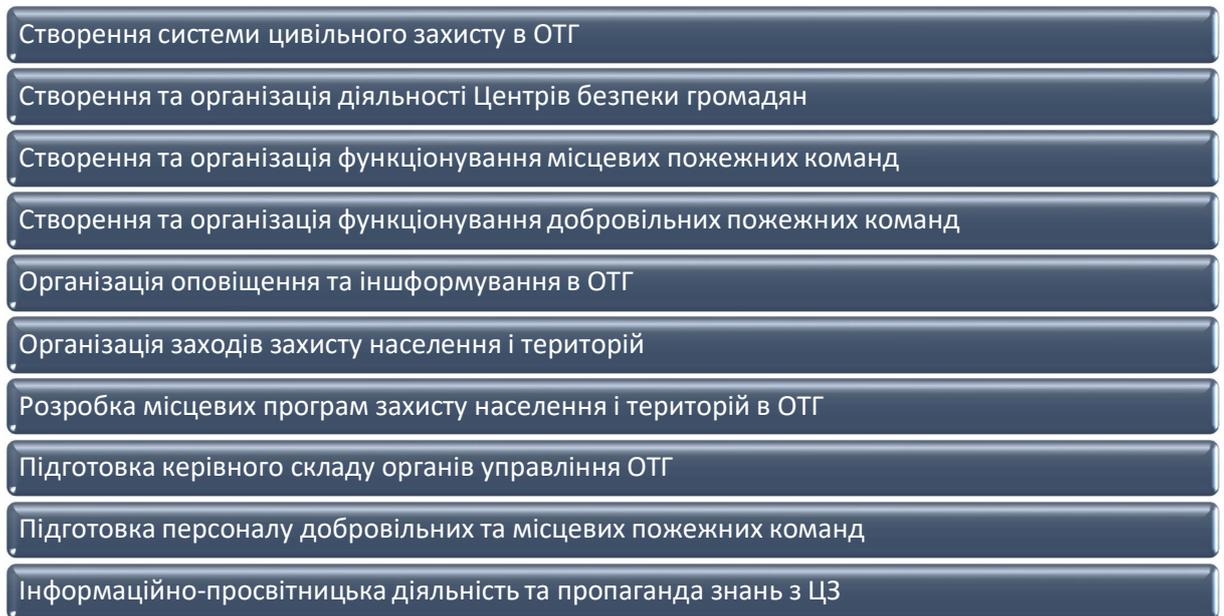 Створення системи цивільного захисту в ОТГ
Створення та організація діяльності Центрів безпеки громадян
Створення та організація функціонування місцевих пожежних команд
Створення та організація функціонування добровільних пожежних команд
Організація оповіщення та іншформування в ОТГ
Організація заходів захисту населення і територій
Розробка місцевих програм захисту населення і територій в ОТГ
Підготовка керівного складу органів управління ОТГ
Підготовка персоналу добровільних та місцевих пожежних команд
Інформаційно-просвітницька діяльність та пропаганда знань з ЦЗ